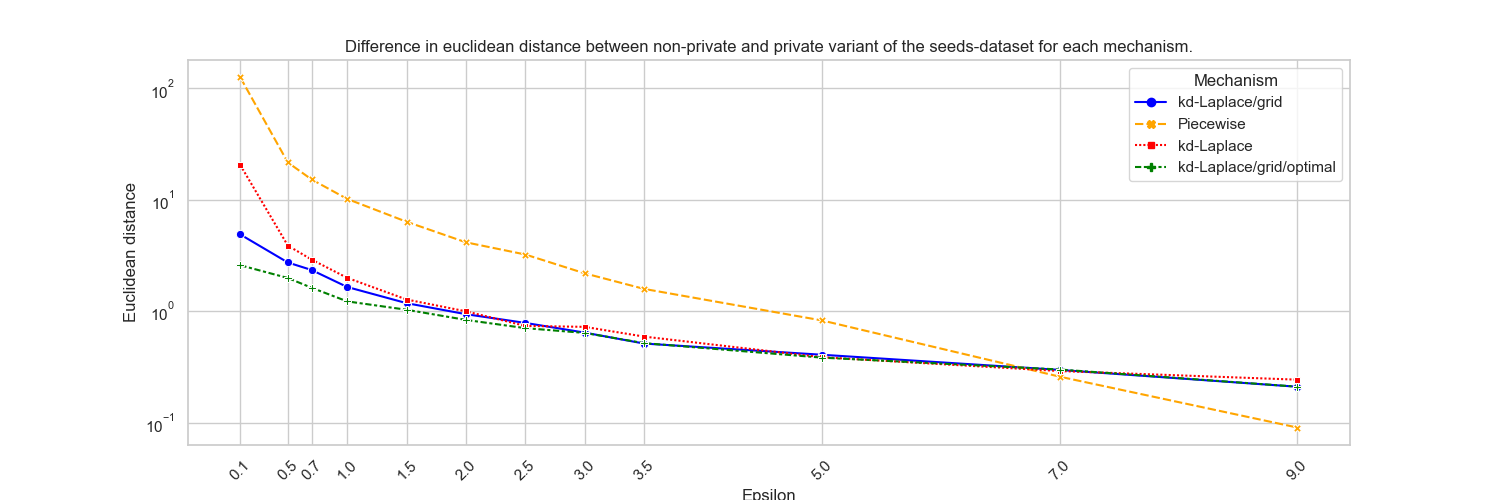 Difference in euclidean distance between non-private and private variant of the seeds-dataset for each mechanism.
Euclidean distance
10^2
10^1
10^0
10^−1
Mechanism
kd-Laplace/grid
Piecewise
kd-Laplace
kd-Laplace/grid/optimal
0.1 0.5 0.7 1.0 1.5 2.0 2.5 3.0 3.5 5.0 7.0 9.0
Epsilon